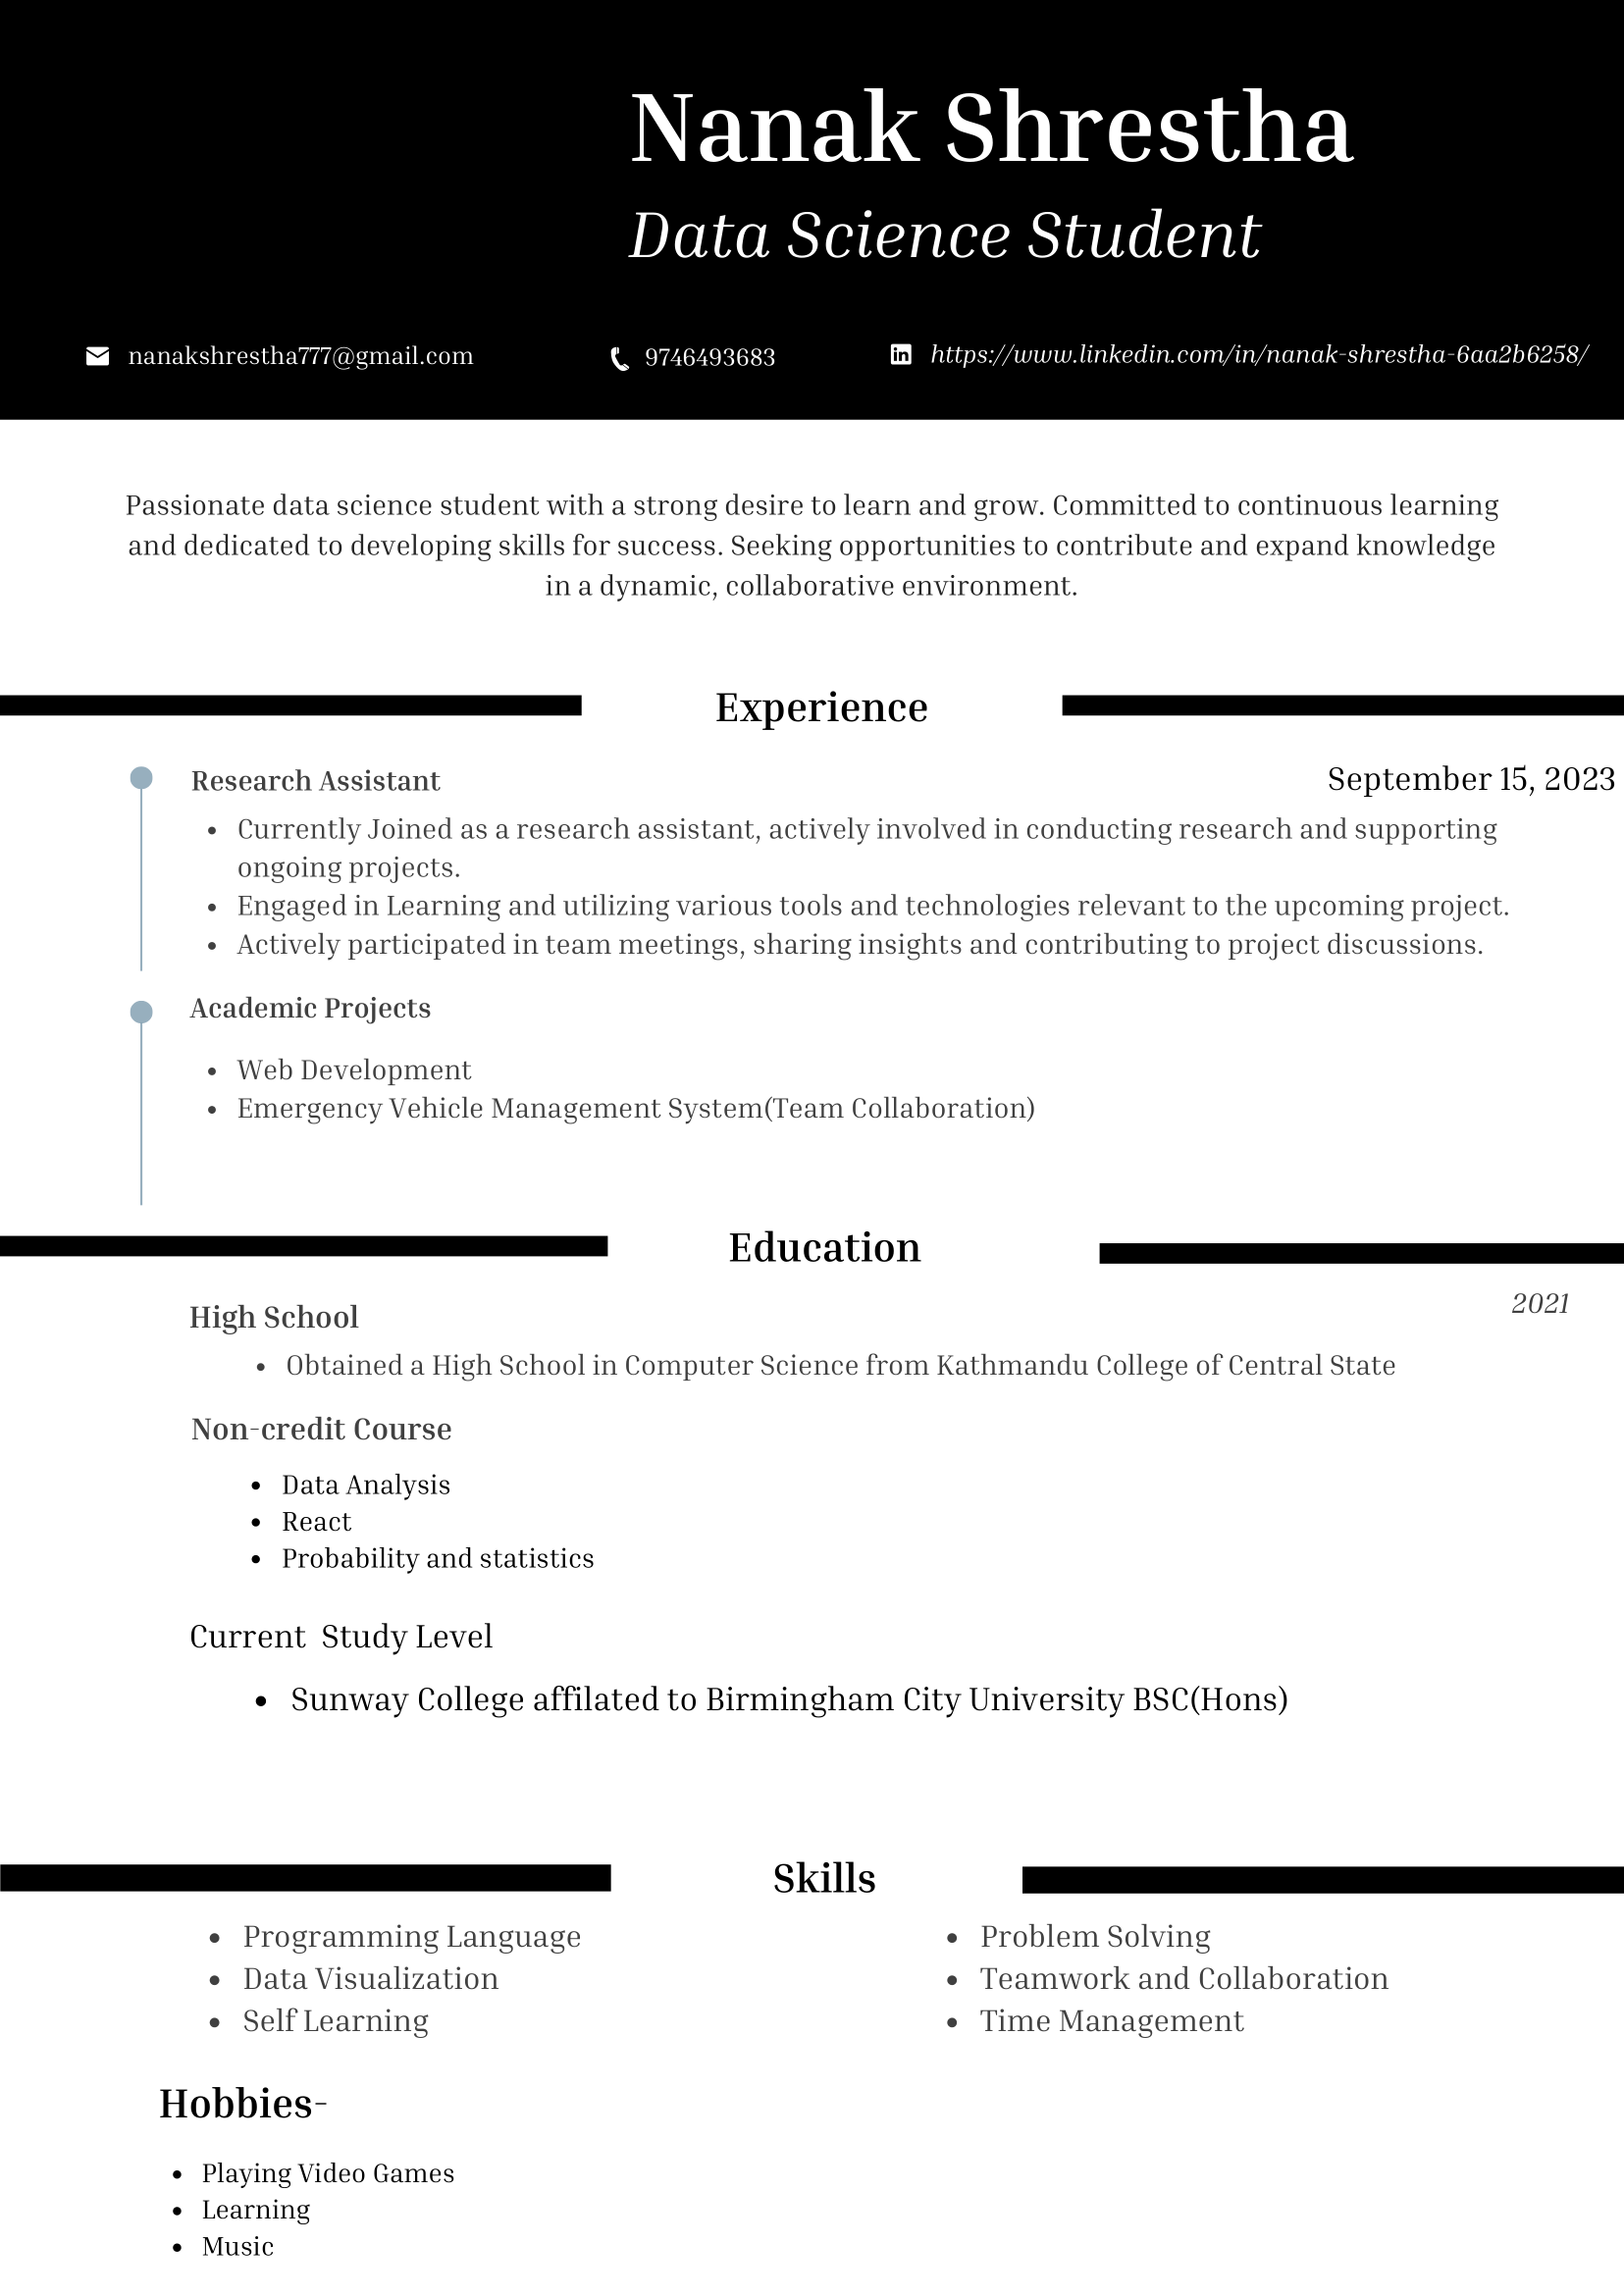 Nanak Shrestha
Data Science Student
nanakshrestha777@gmail.com
9746493683
https://www.linkedin.com/in/nanak-shrestha-6aa2b6258/
Passionate data science student with a strong desire to learn and grow. Committed to continuous learning
and dedicated to developing skills for success. Seeking opportunities to contribute and expand knowledge
in a dynamic, collaborative environment.
Experience
Research Assistant
September 15, 2023
• Currently Joined as a research assistant, actively involved in conducting research and supporting
ongoing projects.
• Engaged in Learning and utilizing various tools and technologies relevant to the upcoming project.
• Actively participated in team meetings, sharing insights and contributing to project discussions.
Academic Projects
• Web Development
• Emergency Vehicle Management System(Team Collaboration)
Education
High School
2021
• Obtained a High School in Computer Science from Kathmandu College of Central State
Non-credit Course
• Data Analysis
• React
• Probability and statistics
Current Study Level
• Sunway College affilated to Birmingham City University BSC(Hons)
Skills
• Programming Language
• Data Visualization
• Self Learning
• Problem Solving
• Teamwork and Collaboration
• Time Management
Hobbies-
• Playing Video Games
• Learning
• Music